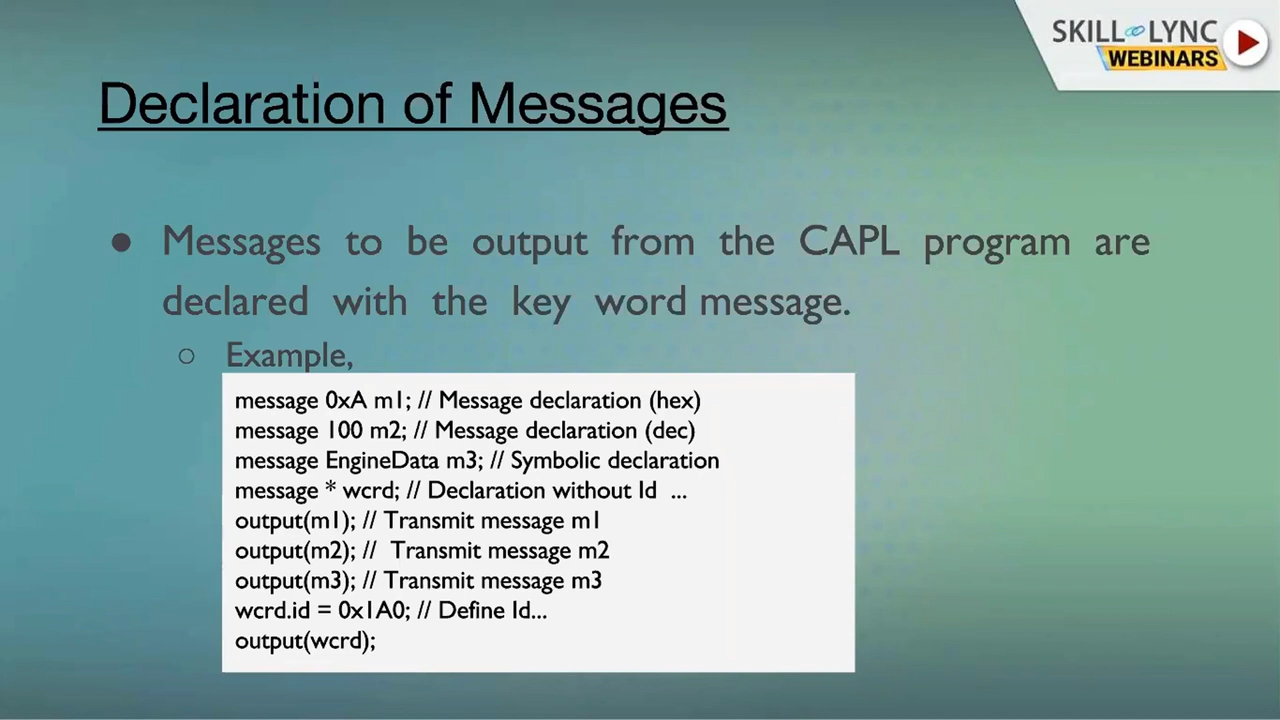 SKILL LYNC
WEBINARS
Declaration of Messages
● Messages to be output from the CAPL program are
declared with the key word message.
○ Example,
message 0xA m1; // Message declaration (hex)
message 100 m2; // Message declaration (dec)
message EngineData m3; // Symbolic declaration
message * wcrd; // Declaration without Id ...
output(m1); // Transmit message m1
output(m2); // Transmit message m2
output(m3); // Transmit message m3
wcrd.id = 0x1A0; // Define Id...
output(wcrd);